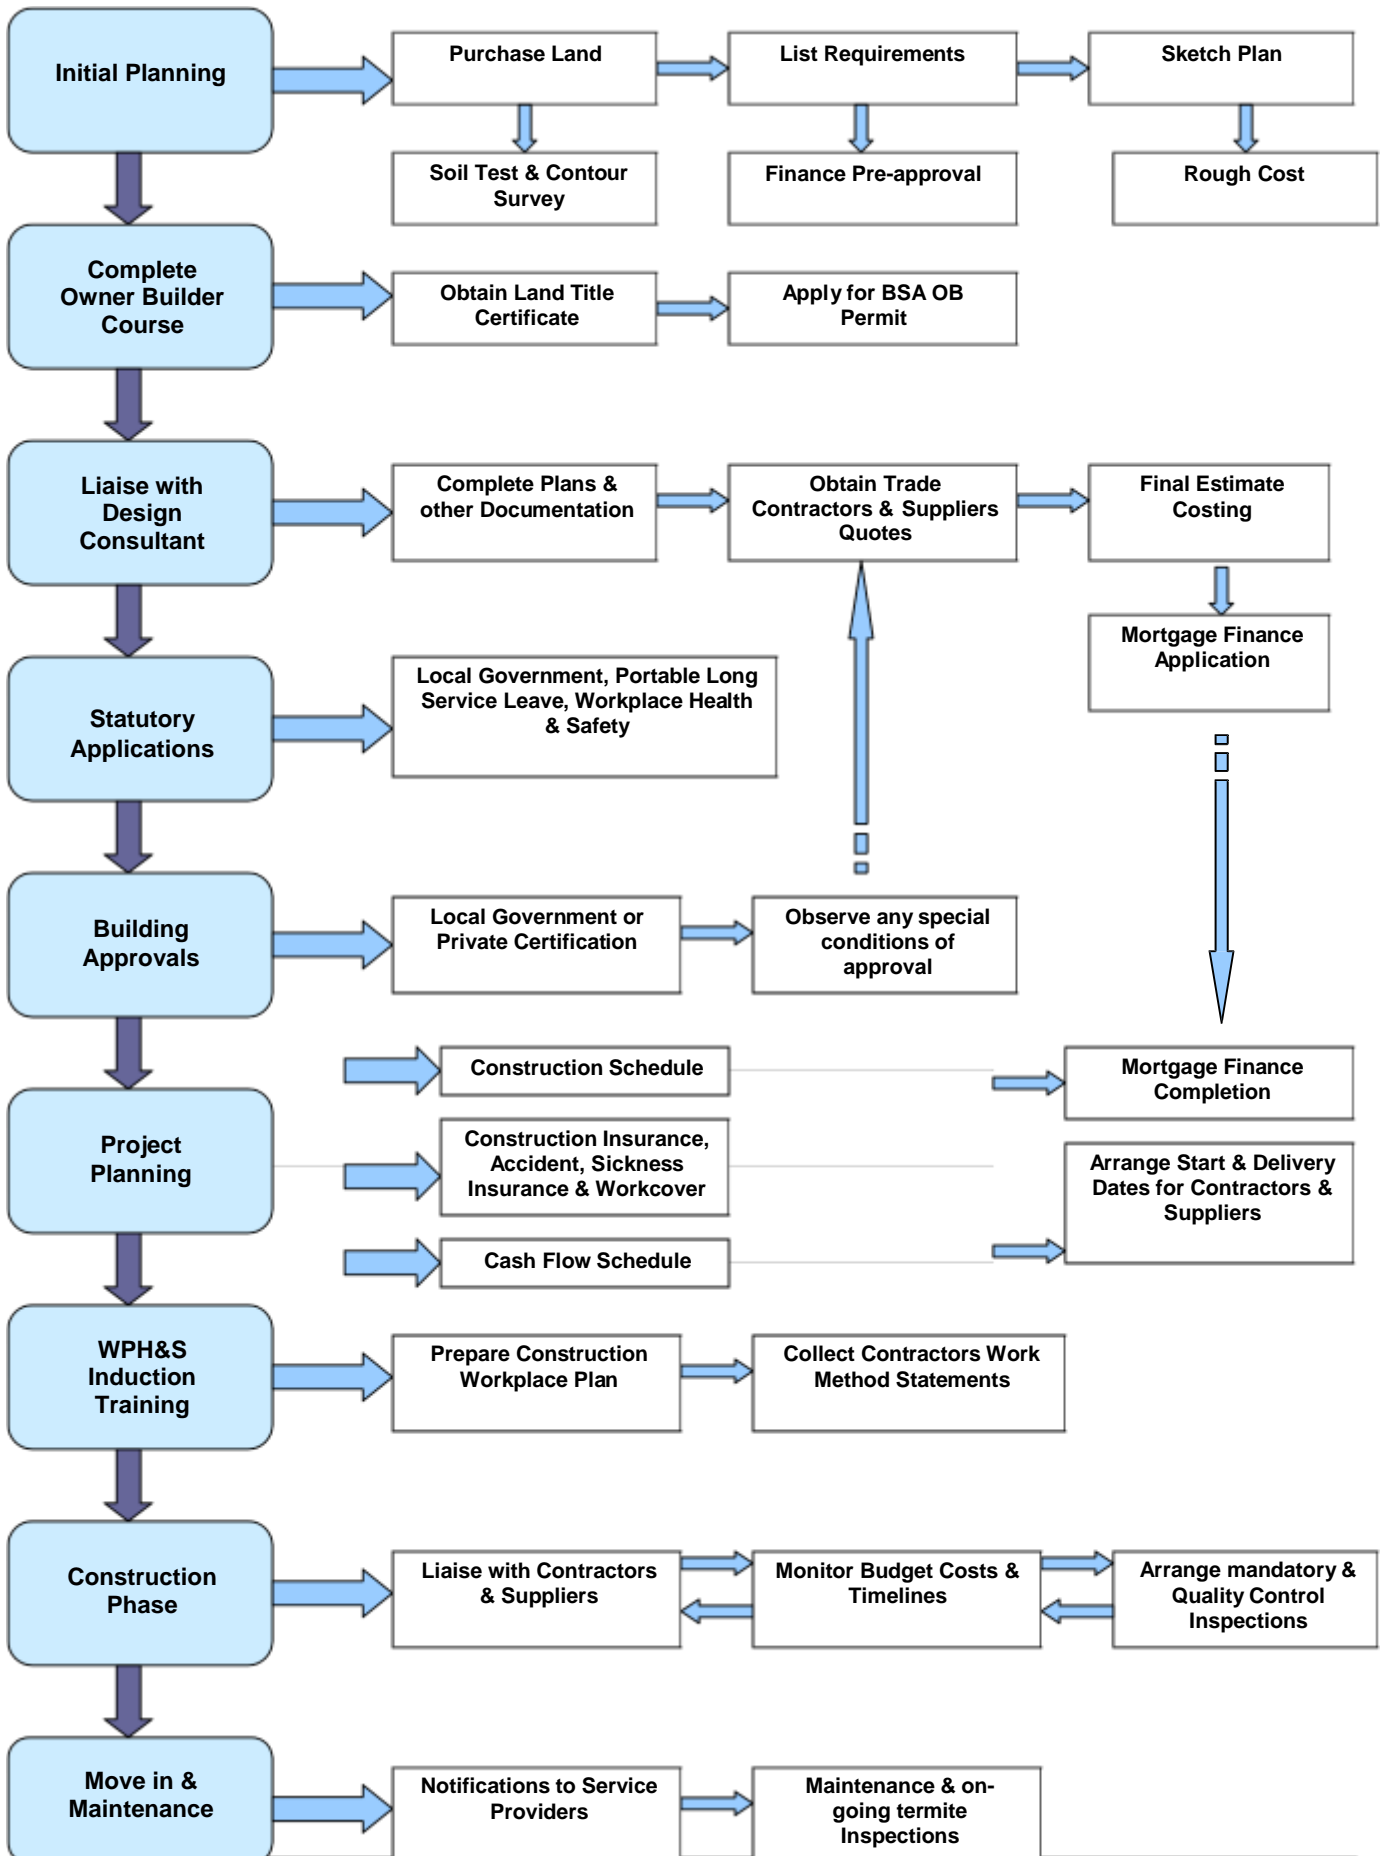 Initial Planning
Purchase Land
List Requirements
Sketch Plan
Soil Test & Contour
Survey
Finance Pre-approval
Rough Cost
Complete
Owner Builder
Course
Obtain Land Title
Certificate
Apply for BSA OB
Permit
Liaise with
Design
Consultant
Complete Plans &
other Documentation
Obtain Trade
Contractors & Suppliers
Quotes
Final Estimate
Costing
Mortgage Finance
Application
Statutory
Applications
Local Government, Portable Long
Service Leave, Workplace Health
& Safety
Building
Approvals
Local Government or
Private Certification
Observe any special
conditions of
approval
Project
Planning
Construction Schedule
Construction Insurance,
Accident, Sickness
Insurance & Workcover
Cash Flow Schedule
Mortgage Finance
Completion
Arrange Start & Delivery
Dates for Contractors &
Suppliers
WPH&S
Induction
Training
Prepare Construction
Workplace Plan
Collect Contractors Work
Method Statements
Construction
Phase
Liaise with Contractors
& Suppliers
Monitor Budget Costs &
Timelines
Arrange mandatory &
Quality Control
Inspections
Move in &
Maintenance
Notifications to Service
Providers
Maintenance & on-
going termite
Inspections